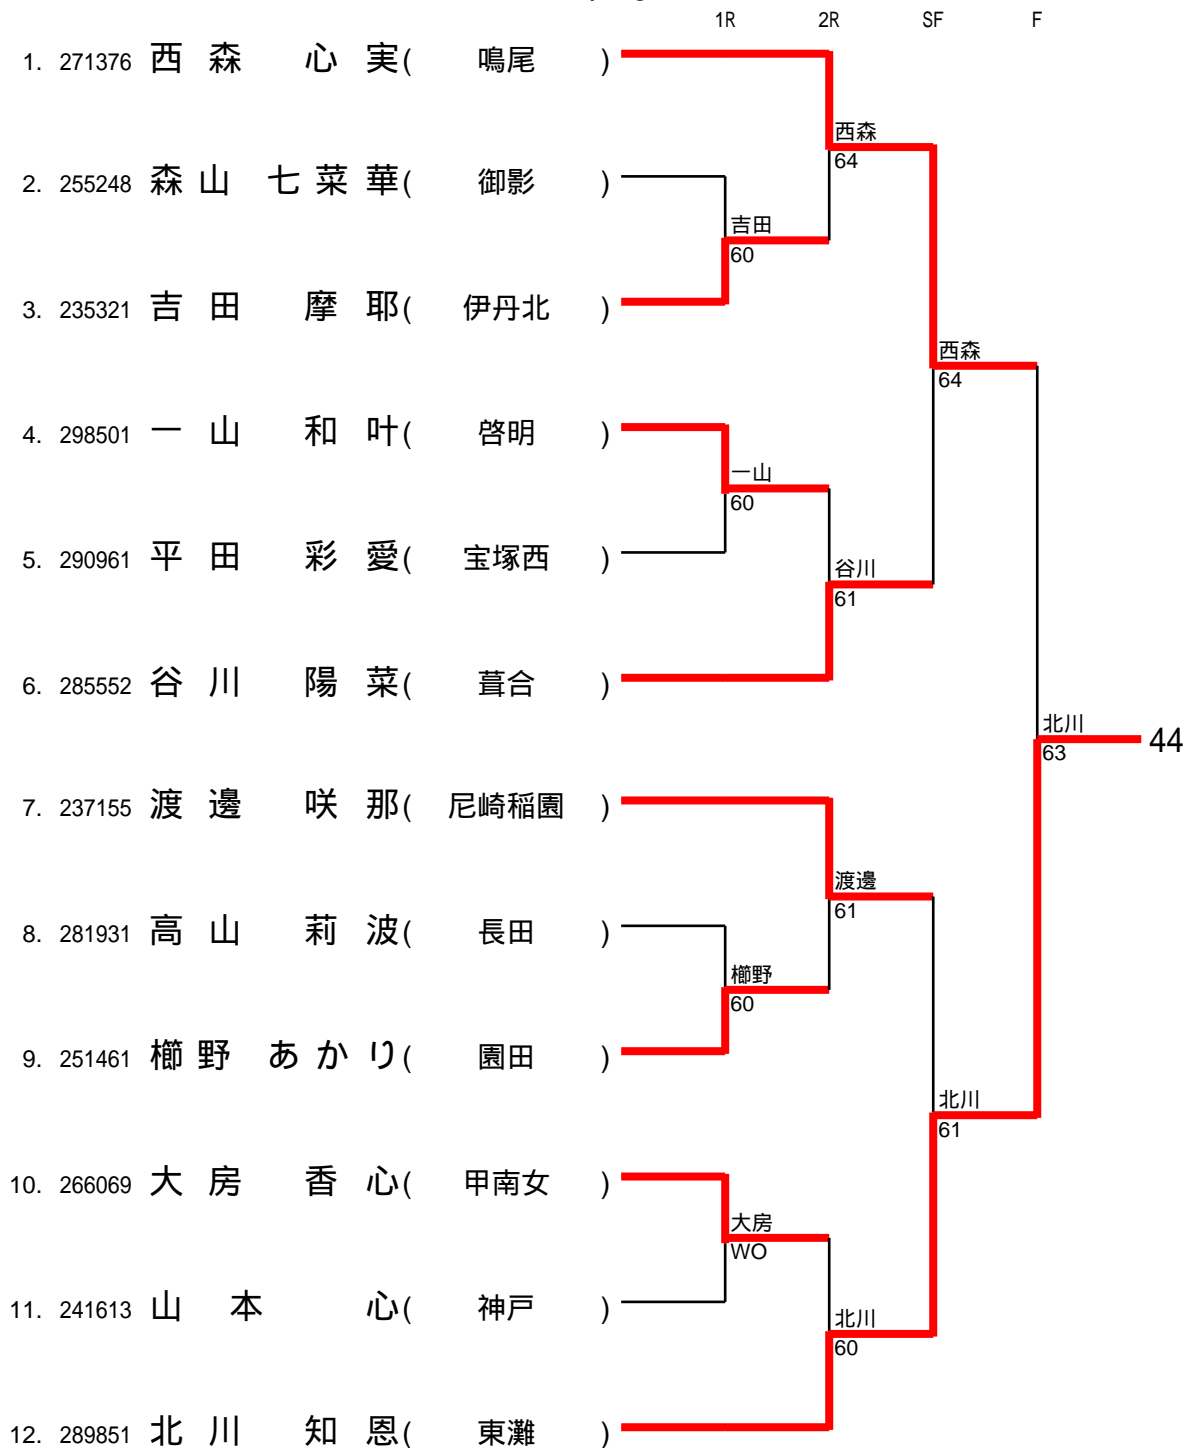 1R 2R SF F
1. 271376 西森 心実( 鳴尾 )
西森
64
2. 255248 森山 七菜華( 御影 )
吉田
60
3. 235321 吉田 摩耶( 伊丹北 )
西森
64
4. 298501 一山 和叶( 啓明 )
一山
60
5. 290961 平田 彩愛( 宝塚西 )
谷川
61
6. 285552 谷川 陽菜( 葺合 )
北川
63 44
7. 237155 渡邊 咲那( 尼崎稲園 )
渡邊
61
8. 281931 高山 莉波( 長田 )
櫛野
60
9. 251461 櫛野 あかり( 園田 )
北川
61
10. 266069 大房 香心( 甲南女 )
大房
WO
11. 241613 山本 心( 神戸 )
北川
60
12. 289851 北川 知恩( 東灘 )